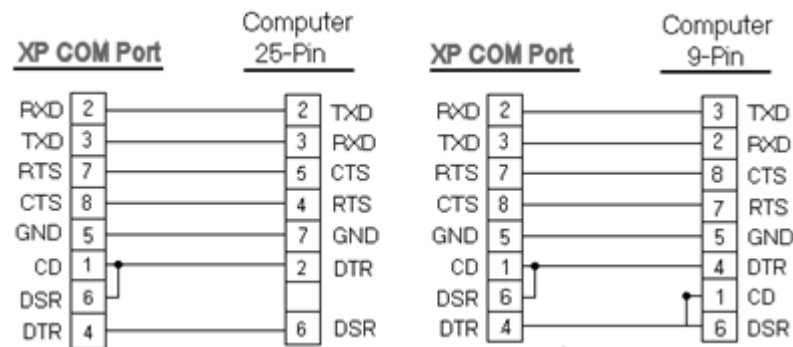 Computer
XP COM Port 25-Pin
RXD 2 2 TXD
TXD 3 3 RXD
RTS 7 5 CTS
CTS 8 4 RTS
GND 5 7 GND
CD 1 2 DTR
DSR 6
DTR 4 6 DSR
Computer
XP COM Port 9-Pin
RXD 2 3 TXD
TXD 3 2 RXD
RTS 7 8 CTS
CTS 8 7 RTS
GND 5 5 GND
CD 1 4 DTR
DSR 6 1 CD
DTR 4 6 DSR